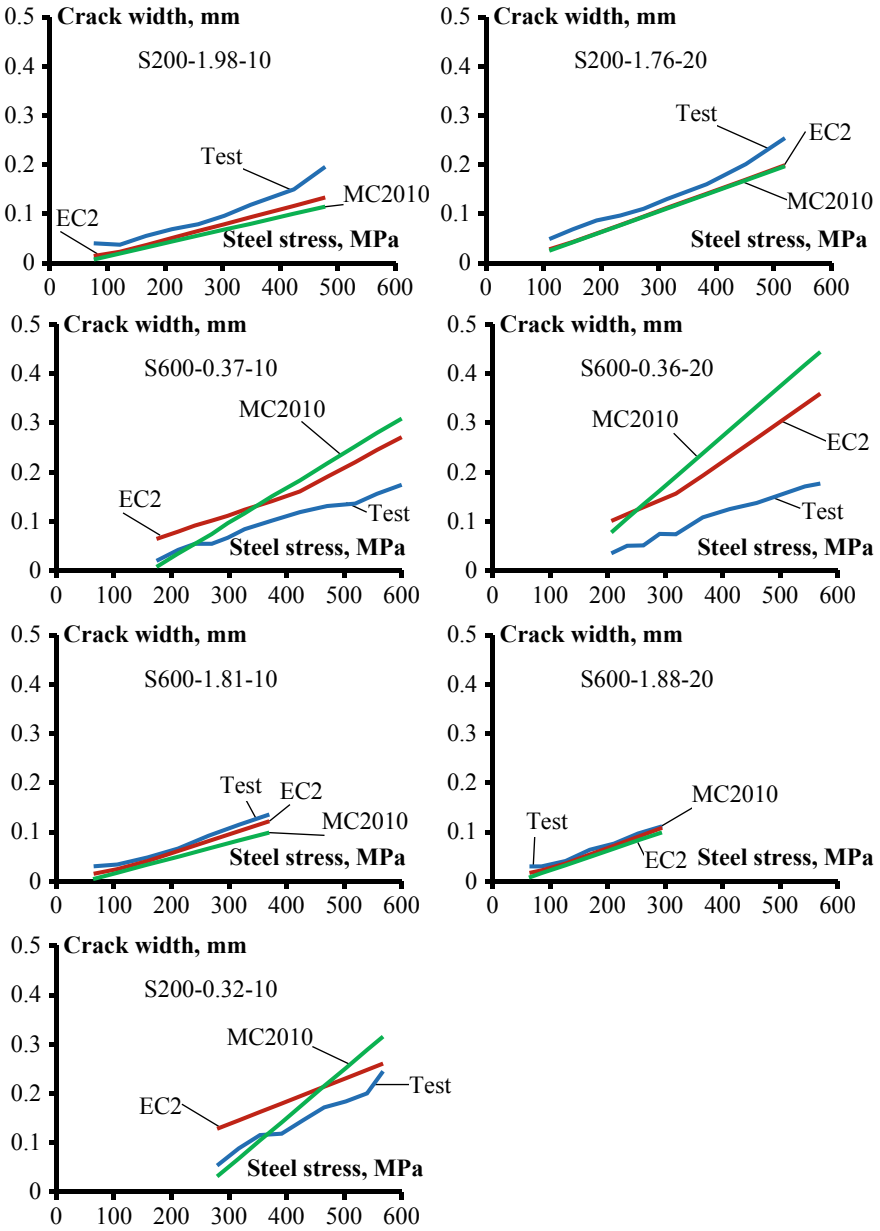 0.5 Crack width, mm
S200-1.98-10
0.4
0.3
Test
0.2
MC2010
EC2
0.1
Steel stress, MPa
0
0 100 200 300 400 500 600
0.5 Crack width, mm
S200-1.76-20
0.4
Test
EC2
0.3
0.2
MC2010
0.1
Steel stress, MPa
0
0 100 200 300 400 500 600
0.5 Crack width, mm
S600-0.37-10
0.4
MC2010
0.3
0.2
EC2
Test
0.1
Steel stress, MPa
0
0 100 200 300 400 500 600
0.5 Crack width, mm
S600-0.36-20
0.4
MC2010
0.3
EC2
0.2
Test
0.1
Steel stress, MPa
0
0 100 200 300 400 500 600
0.5 Crack width, mm
S600-1.81-10
0.4
0.3
0.2
Test
EC2
MC2010
0.1
Steel stress, MPa
0
0 100 200 300 400 500 600
0.5 Crack width, mm
S600-1.88-20
0.4
0.3
0.2
MC2010
Test
0.1
EC2 Steel stress, MPa
0
0 100 200 300 400 500 600
0.5 Crack width, mm
S200-0.32-10
0.4
MC2010
0.3
Test
0.2
EC2
0.1
Steel stress, MPa
0
0 100 200 300 400 500 600